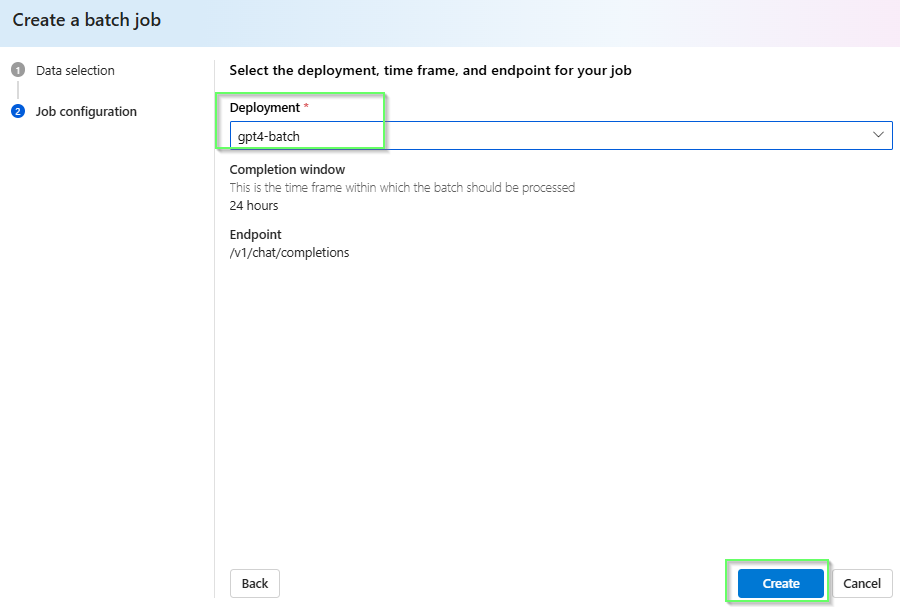 Create a batch job
1 Data selection
2 Job configuration
Select the deployment, time frame, and endpoint for your job
Deployment *
gpt4-batch
Completion window
This is the time frame within which the batch should be processed
24 hours
Endpoint
/v1/chat/completions
Back
Create
Cancel